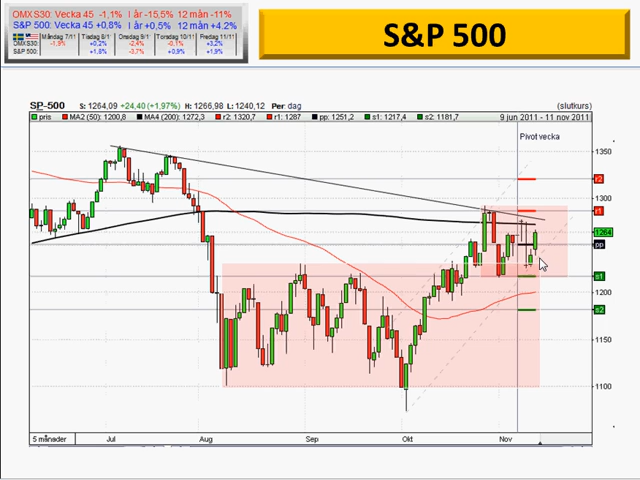 OMXS30: Vecka 45 -1,1% I år -15,5% 12 mån -11%
S&P 500: Vecka 45 +0,8% I år +0,5% 12 mån +4.2%
Måndag 7/11 Tisdag 8/11 Onsdag 9/11 Torsdag 10/11 Fredag 11/11
OMXS30: -1,9% +0,2% -2,4% -0,1% +3,2%
S&P 500: +1,8% -3,7% +0,9% +1,9%
S&P 500
SP-500 S: 1264,09 +24,40 (+1,97%) H: 1266,98 L: 1240,12 Per dag (slutkurs)
pris MA2 (50): 1200,8 MA4 (200): 1272,3 r2: 1320,7 r1: 1287 pp: 1251,2 s1: 1217,4 s2: 1181,7 9 jun 2011 - 11 nov 2011
Pivot vecka
1350
r2
1300
r1
1264
pp
s1
1200
s2
1150
1100
5 månader Jul Aug Sep Okt Nov